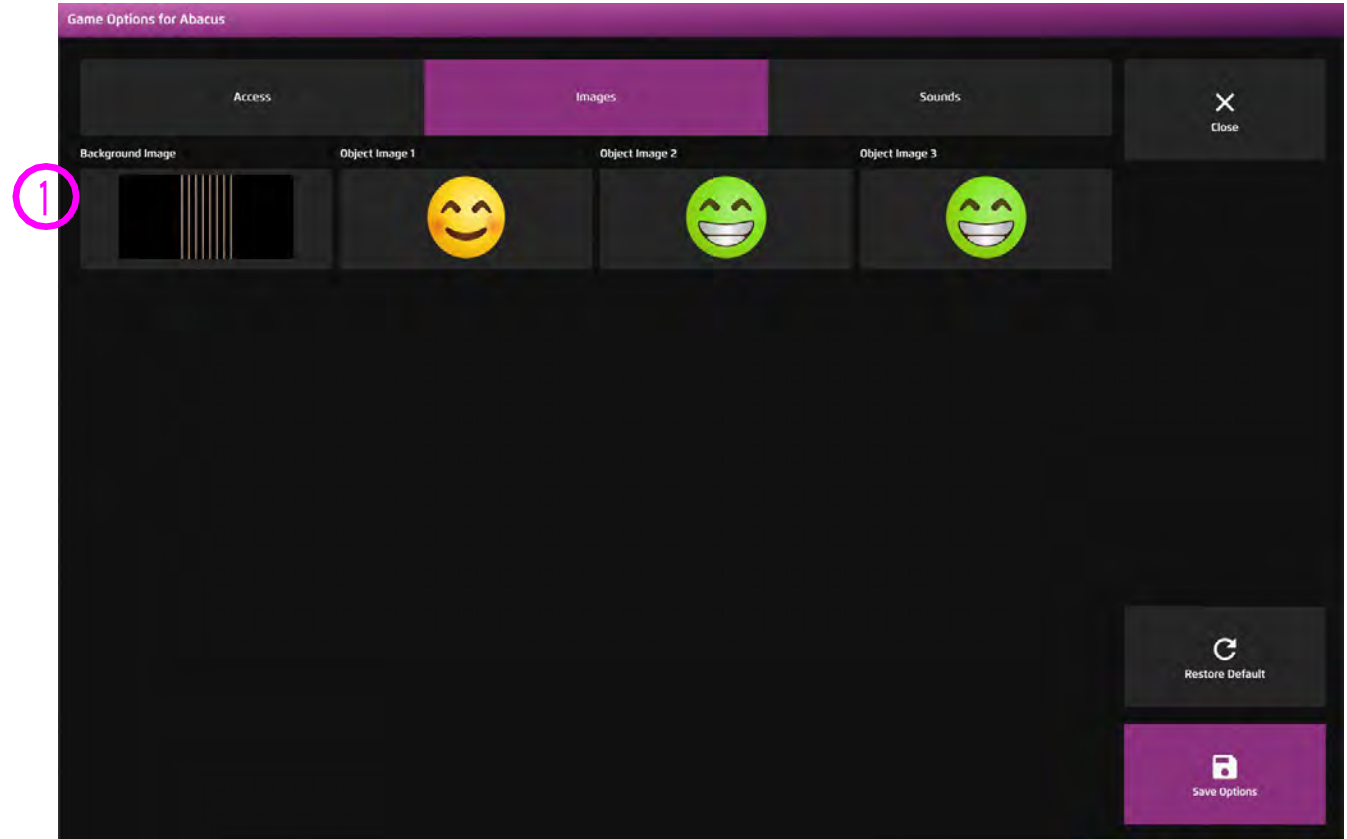 Game Options for Abacus
Access
Images
Sounds
Close
Background Image
Object Image 1
Object Image 2
Object Image 3
1
Restore Default
Save Options